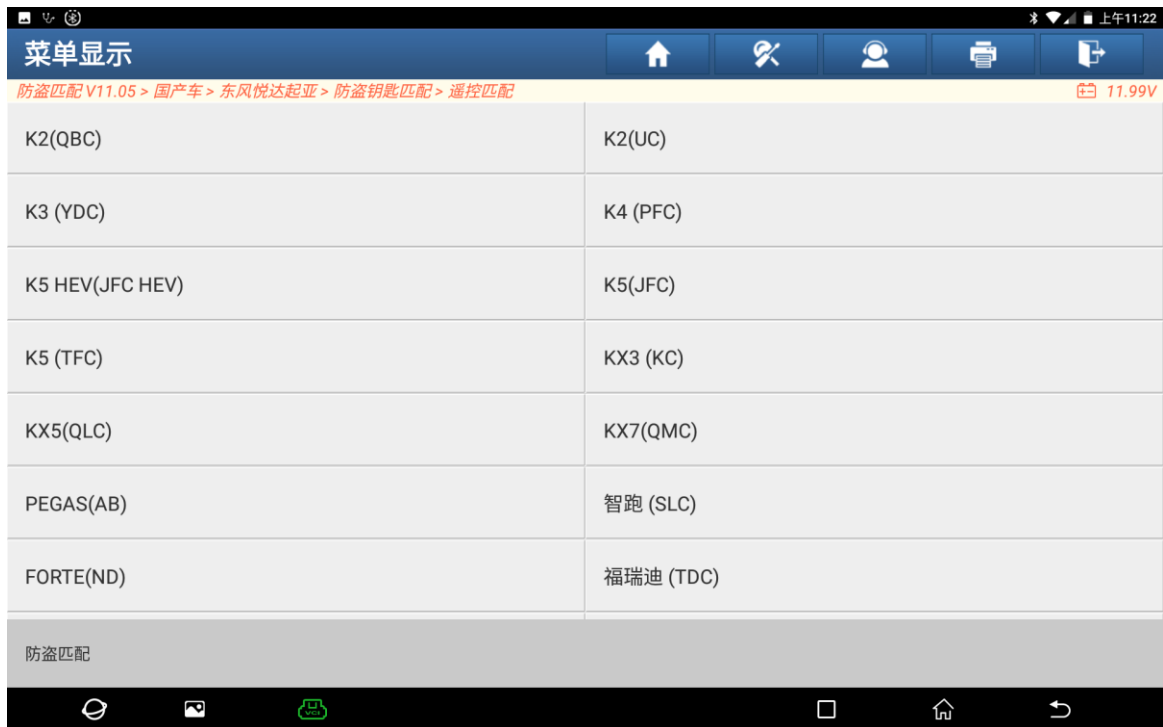 上午11:22
菜单显示
防盗匹配 V11.05 > 国产车 > 东风悦达起亚 > 防盗钥匙匹配 > 遥控匹配 11.99V
K2(QBC) K2(UC)
K3 (YDC) K4 (PFC)
K5 HEV(JFC HEV) K5(JFC)
K5 (TFC) KX3 (KC)
KX5(QLC) KX7(QMC)
PEGAS(AB) 智跑 (SLC)
FORTE(ND) 福瑞迪 (TDC)
防盗匹配
VCI